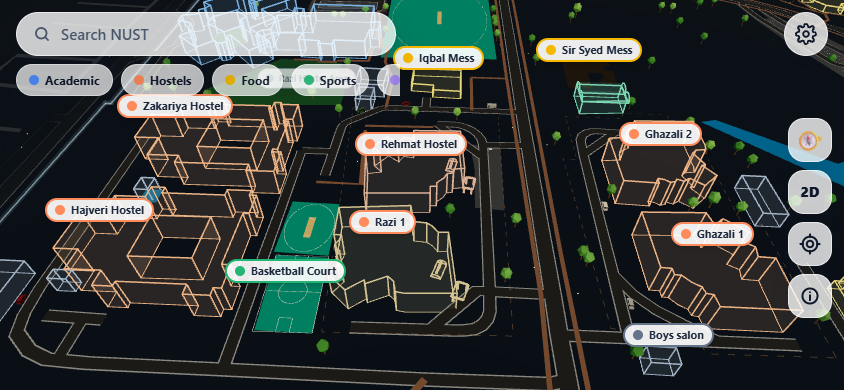 Search NUST
Iqbal Mess
Sir Syed Mess
Academic
Hostels
Food
Sports
Zakariya Hostel
Ghazali 2
Rehmat Hostel
2D
Hajveri Hostel
Razi 1
Ghazali 1
Basketball Court
Boys salon